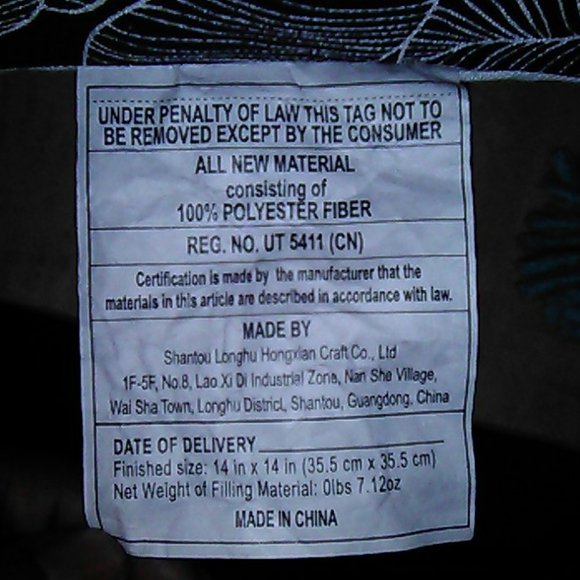 UNDER PENALTY OF LAW THIS TAG NOT TO
BE REMOVED EXCEPT BY THE CONSUMER
ALL NEW MATERIAL
consisting of
100% POLYESTER FIBER
REG. NO. UT 5411 (CN)
Certification is made by the manufacturer that the
materials in this article are described in accordance with law.
MADE BY
Shantou Longhu Hongxian Craft Co., Ltd
1F-5F, No.8, Lao Xi Di Industrial Zone, Nan She Village,
Wai Sha Town, Longhu District, Shantou, Guangdong, China
DATE OF DELIVERY
Finished size: 14 in x 14 in (35.5 cm x 35.5 cm)
Net Weight of Filling Material: 0lbs 7.12oz
MADE IN CHINA